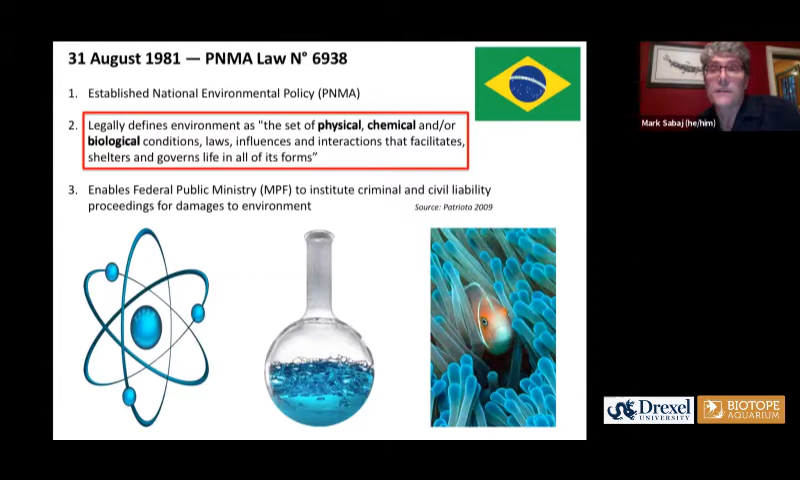 31 August 1981 — PNMA Law N° 6938
1. Established National Environmental Policy (PNMA)
2. Legally defines environment as "the set of physical, chemical and/or
biological conditions, laws, influences and interactions that facilitates,
shelters and governs life in all of its forms”
3. Enables Federal Public Ministry (MPF) to institute criminal and civil liability
proceedings for damages to environment
Source: Patriota 2009
Mark Sabaj (he/him)
Drexel
UNIVERSITY
BIOTOPE
AQUARIUM